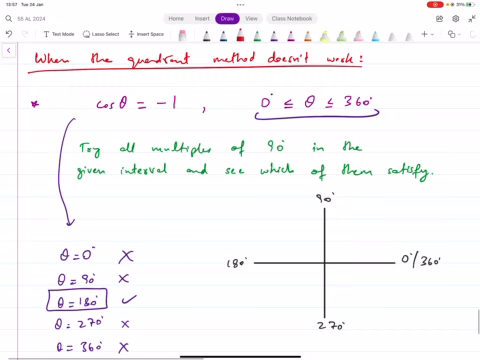 13:57 Tue 24 Jan
51%
S6 AL 2024
Home Insert Draw View Class Notebook
Text Mode Lasso Select Insert Space
When the quadrant method doesn't work:
* cosθ = -1 , 0° ≤ θ ≤ 360°
Try all multiples of 90° in the
given interval and see which of them satisfy.
90°
180° 0°/360°
270°
θ = 0° ×
θ = 90° ×
θ = 180° ✓
θ = 270° ×
θ = 360° ×